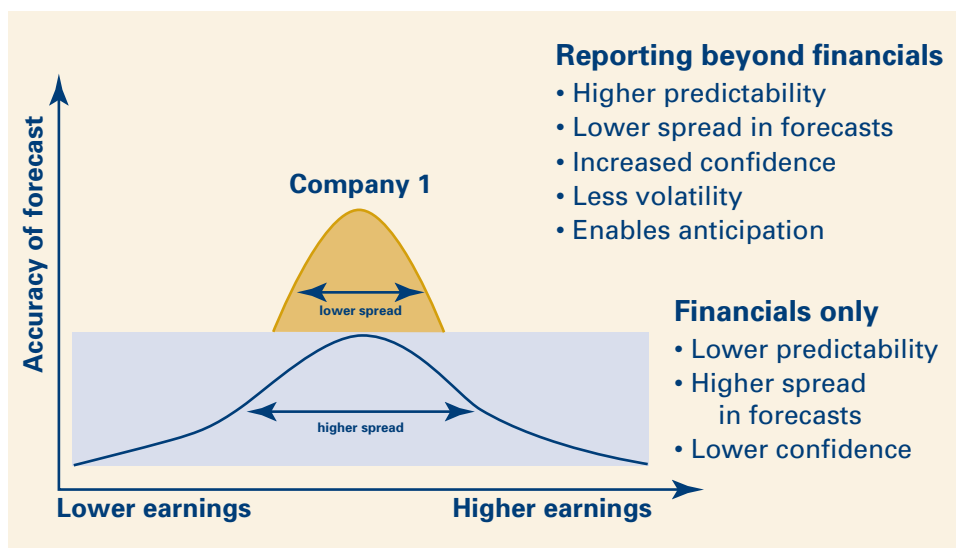 Reporting beyond financials
• Higher predictability
• Lower spread in forecasts
• Increased confidence
• Less volatility
• Enables anticipation
Accuracy of forecast
Company 1
lower spread
Financials only
• Lower predictability
• Higher spread
in forecasts
• Lower confidence
higher spread
Lower earnings
Higher earnings